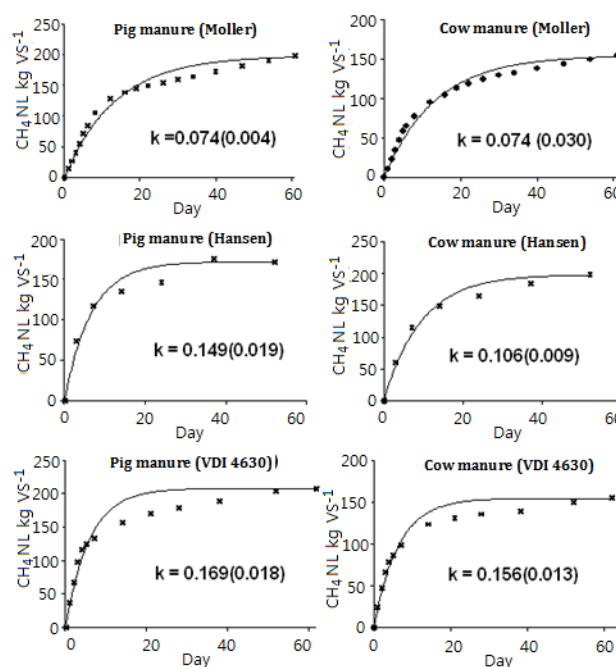 Pig manure (Moller)
CH₄ NL kg VS⁻¹
250
200
150
100
50
0
k =0.074(0.004)
0 20 40 60
Day
Cow manure (Moller)
CH₄ NL kg VS⁻¹
200
150
100
50
0
k = 0.074 (0.030)
0 20 40 60
Day
Pig manure (Hansen)
CH₄ NL kg VS⁻¹
200
150
100
50
0
k = 0.149(0.019)
0 20 40 60
Day
Cow manure (Hansen)
CH₄ NL kg VS⁻¹
250
200
150
100
50
0
k = 0.106(0.009)
0 20 40 60
Day
Pig manure (VDI 4630)
CH₄ NL kg VS⁻¹
250
200
150
100
50
0
k = 0.169(0.018)
0 20 40 60
Day
Cow manure (VDI 4630)
CH₄ NL kg VS⁻¹
200
150
100
50
0
k = 0.156(0.013)
0 20 40 60
Day